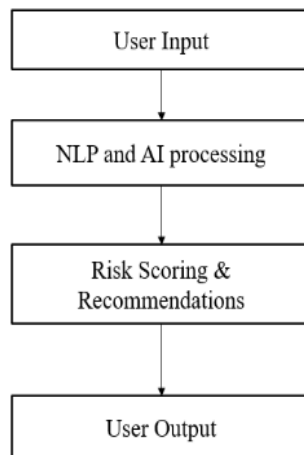 User Input
NLP and AI processing
Risk Scoring &
Recommendations
User Output